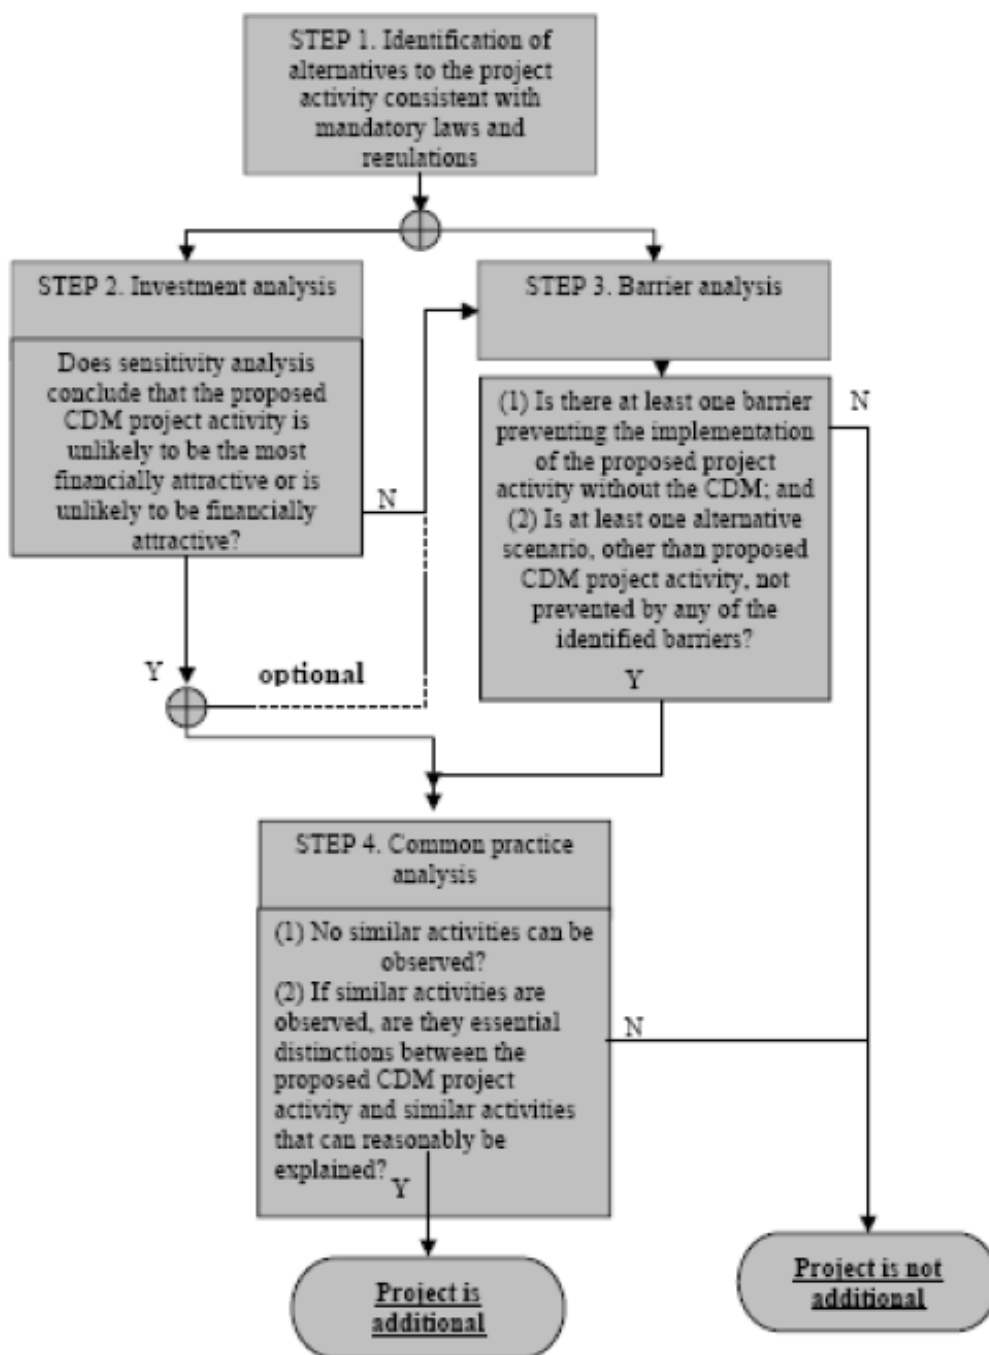 STEP 1. Identification of
alternatives to the project
activity consistent with
mandatory laws and
regulations
STEP 2. Investment analysis
Does sensitivity analysis
conclude that the proposed
CDM project activity is
unlikely to be the most
financially attractive or is
unlikely to be financially
attractive?
N
Y
optional
STEP 3. Barrier analysis
(1) Is there at least one barrier
preventing the implementation
of the proposed project
activity without the CDM; and
(2) Is at least one alternative
scenario, other than proposed
CDM project activity, not
prevented by any of the
identified barriers?
Y
N
STEP 4. Common practice
analysis
(1) No similar activities can be
observed?
(2) If similar activities are
observed, are they essential
distinctions between the
proposed CDM project
activity and similar activities
that can reasonably be
explained?
Y
N
Project is
additional
Project is not
additional